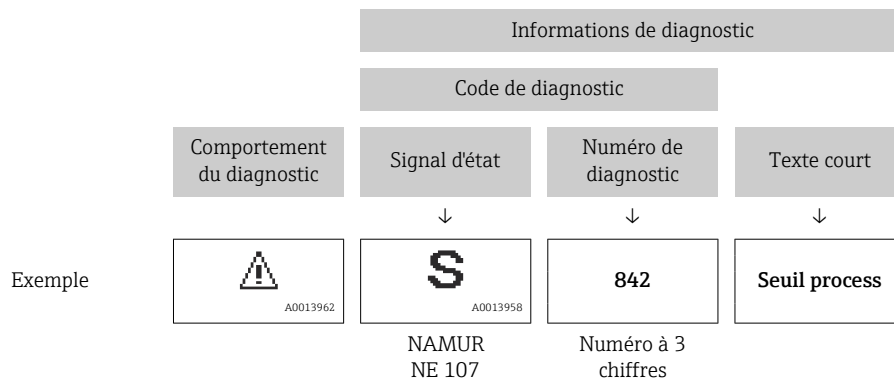 Informations de diagnostic
Code de diagnostic
Comportement
du diagnostic
Signal d'état
Numéro de
diagnostic
Texte court
↓ ↓ ↓
Exemple
A0013962
S
A0013958
842
Seuil process
NAMUR
NE 107
Numéro à 3
chiffres